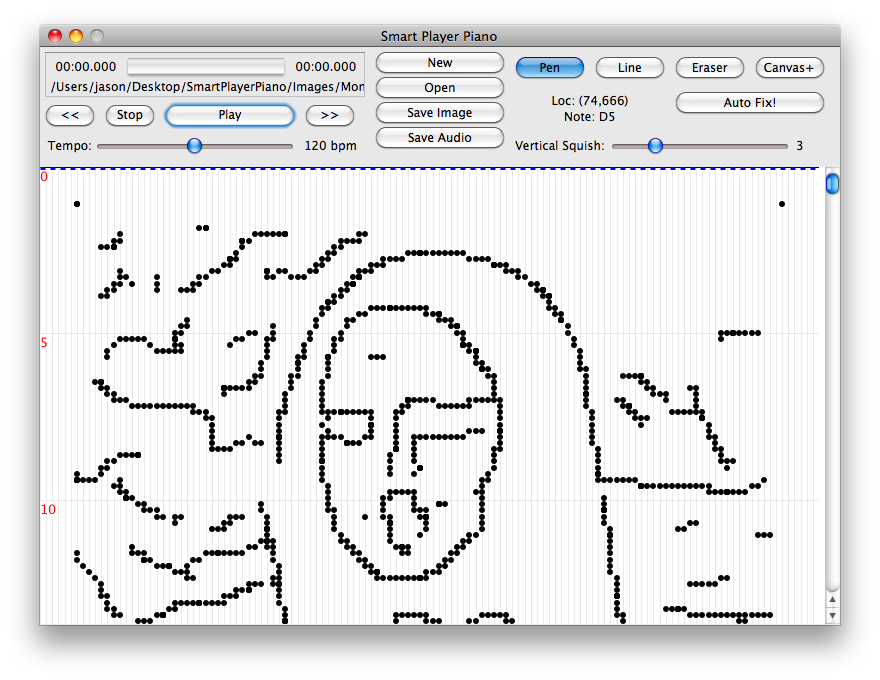 Smart Player Piano
00:00.000 00:00.000
/Users/jason/Desktop/SmartPlayerPiano/Images/Mon
<< Stop Play >>
Tempo: 120 bpm
New
Open
Save Image
Save Audio
Pen Line Eraser Canvas+
Loc: (74,666)
Note: D5
Auto Fix!
Vertical Squish: 3
0
5
10